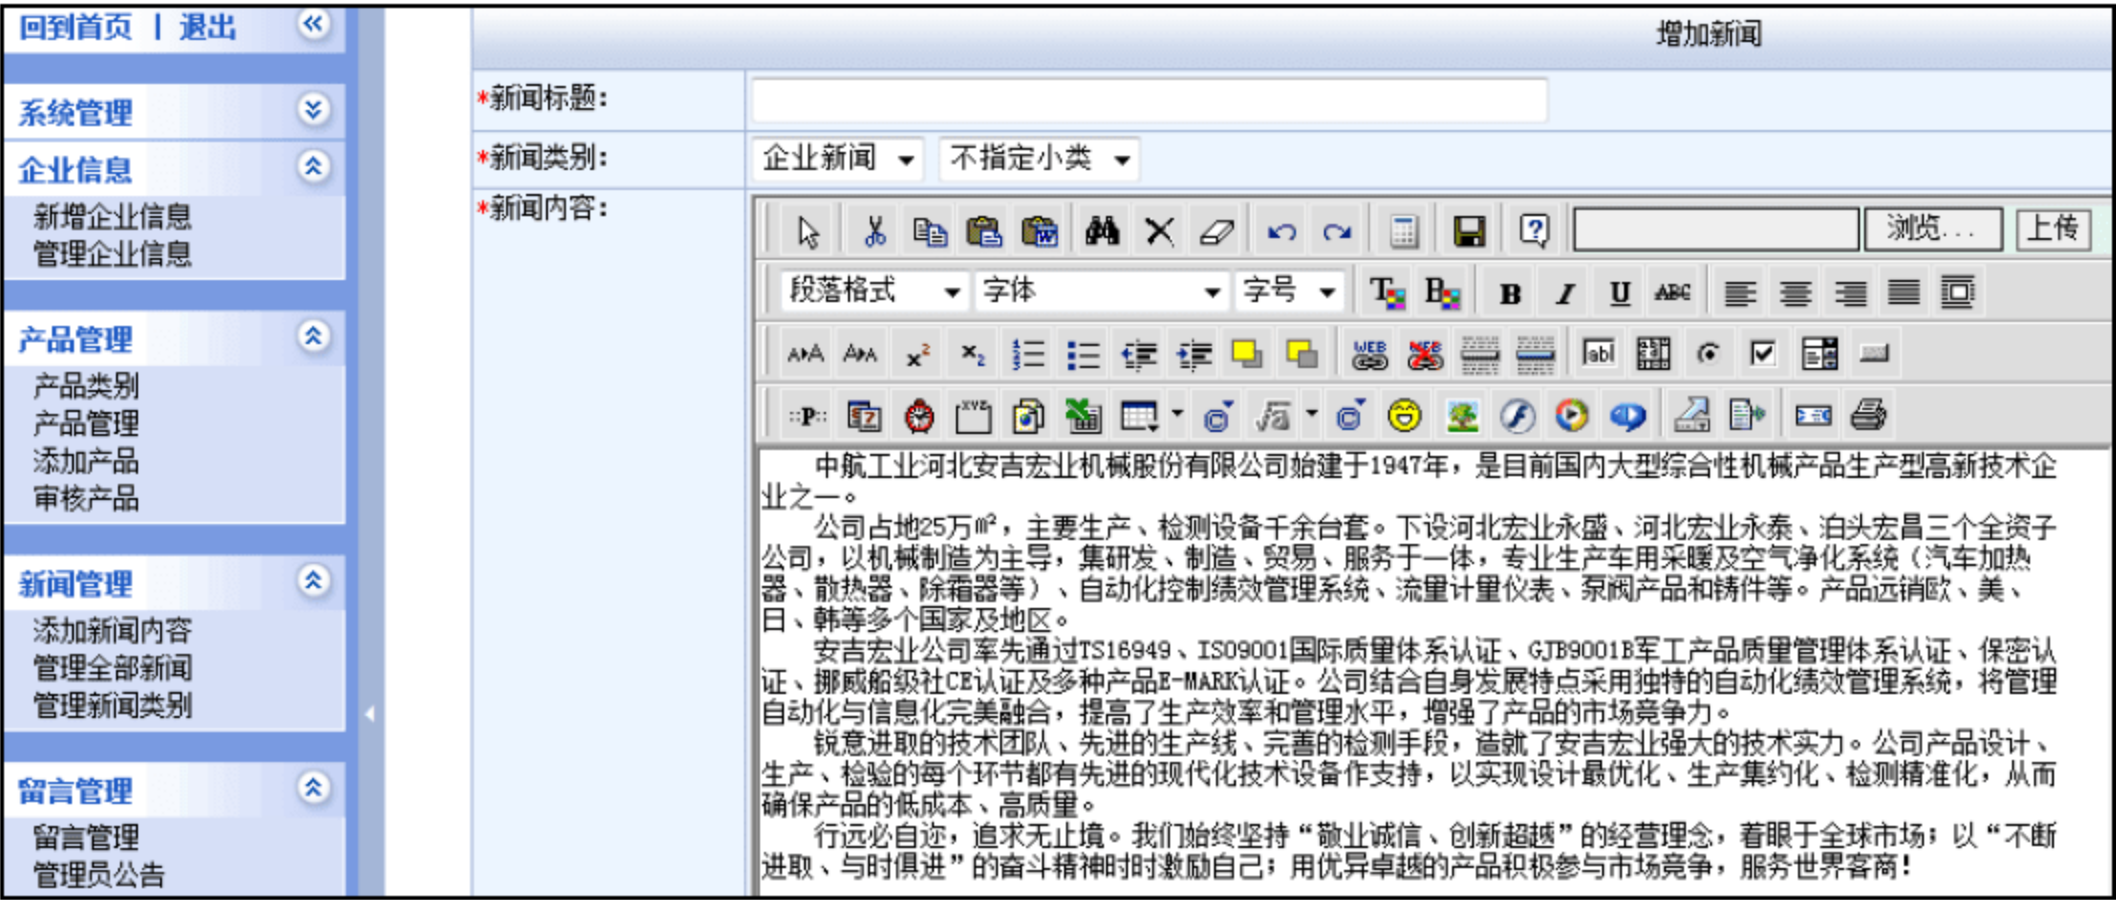 回到首页 | 退出
系统管理
企业信息
新增企业信息
管理企业信息
产品管理
产品类别
产品管理
添加产品
审核产品
新闻管理
添加新闻内容
管理全部新闻
管理新闻类别
留言管理
留言管理
管理员公告
增加新闻
*新闻标题：
*新闻类别： 企业新闻 不指定小类
*新闻内容：
浏览... 上传
段落格式 字体 字号 B I U ABC
WEB WEB abl
::P:: XYZ
中航工业河北安吉宏业机械股份有限公司始建于1947年，是目前国内大型综合性机械产品生产型高新技术企
业之一。
公司占地25万㎡，主要生产、检测设备千余台套。下设河北宏业永盛、河北宏业永泰、泊头宏昌三个全资子
公司，以机械制造为主导，集研发、制造、贸易、服务于一体，专业生产车用采暖及空气净化系统（汽车加热
器、散热器、除霜器等）、自动化控制绩效管理系统、流量计量仪表、泵阀产品和铸件等。产品远销欧、美、
日、韩等多个国家及地区。
安吉宏业公司率先通过TS16949、ISO9001国际质量体系认证、GJB9001B军工产品质量管理体系认证、保密认
证、挪威船级社CE认证及多种产品E-MARK认证。公司结合自身发展特点采用独特的自动化绩效管理系统，将管理
自动化与信息化完美融合，提高了生产效率和管理水平，增强了产品的市场竞争力。
锐意进取的技术团队、先进的生产线、完善的检测手段，造就了安吉宏业强大的技术实力。公司产品设计、
生产、检验的每个环节都有先进的现代化技术设备作支持，以实现设计最优化、生产集约化、检测精准化，从而
确保产品的低成本、高质量。
行远必自迩，追求无止境。我们始终坚持“敬业诚信、创新超越”的经营理念，着眼于全球市场；以“不断
进取、与时俱进”的奋斗精神时时激励自己；用优异卓越的产品积极参与市场竞争，服务世界客商！